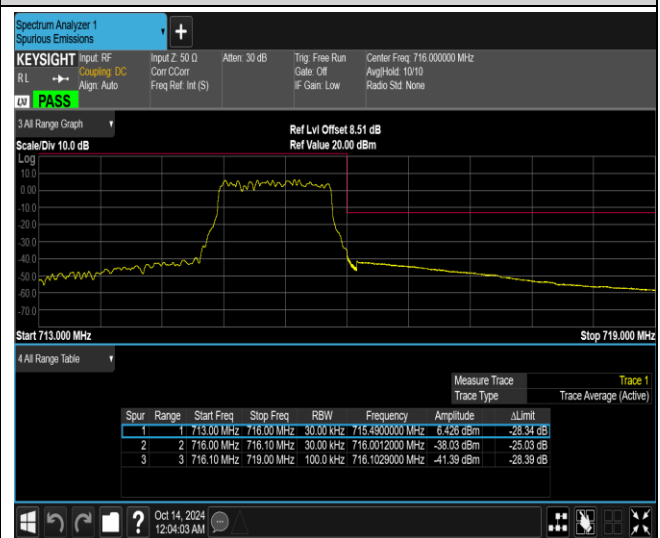 Spectrum Analyzer 1
Spurious Emissions
+
KEYSIGHT Input: RF Input Z: 50 Ω Atten: 30 dB Trig: Free Run Center Freq: 716.000000 MHz
RL Coupling: DC Corr CCorr Gate: Off Avg|Hold: 10/10
Align: Auto Freq Ref: Int (S) IF Gain: Low Radio Std: None
LXI PASS
3 All Range Graph
Ref Lvl Offset 8.51 dB
Scale/Div 10.0 dB Ref Value 20.00 dBm
Log
10.0
0.00
-10.0
-20.0
-30.0
-40.0
-50.0
-60.0
-70.0
Start 713.000 MHz Stop 719.000 MHz
4 All Range Table
Measure Trace Trace 1
Trace Type Trace Average (Active)
Spur Range Start Freq Stop Freq RBW Frequency Amplitude ΔLimit
1 1 713.00 MHz 716.00 MHz 30.00 kHz 715.4900000 MHz 6.426 dBm -28.34 dB
2 2 716.00 MHz 716.10 MHz 30.00 kHz 716.0012000 MHz -38.03 dBm -25.03 dB
3 3 716.10 MHz 719.00 MHz 100.0 kHz 716.1029000 MHz -41.39 dBm -28.39 dB
? Oct 14, 2024
12:04:03 AM